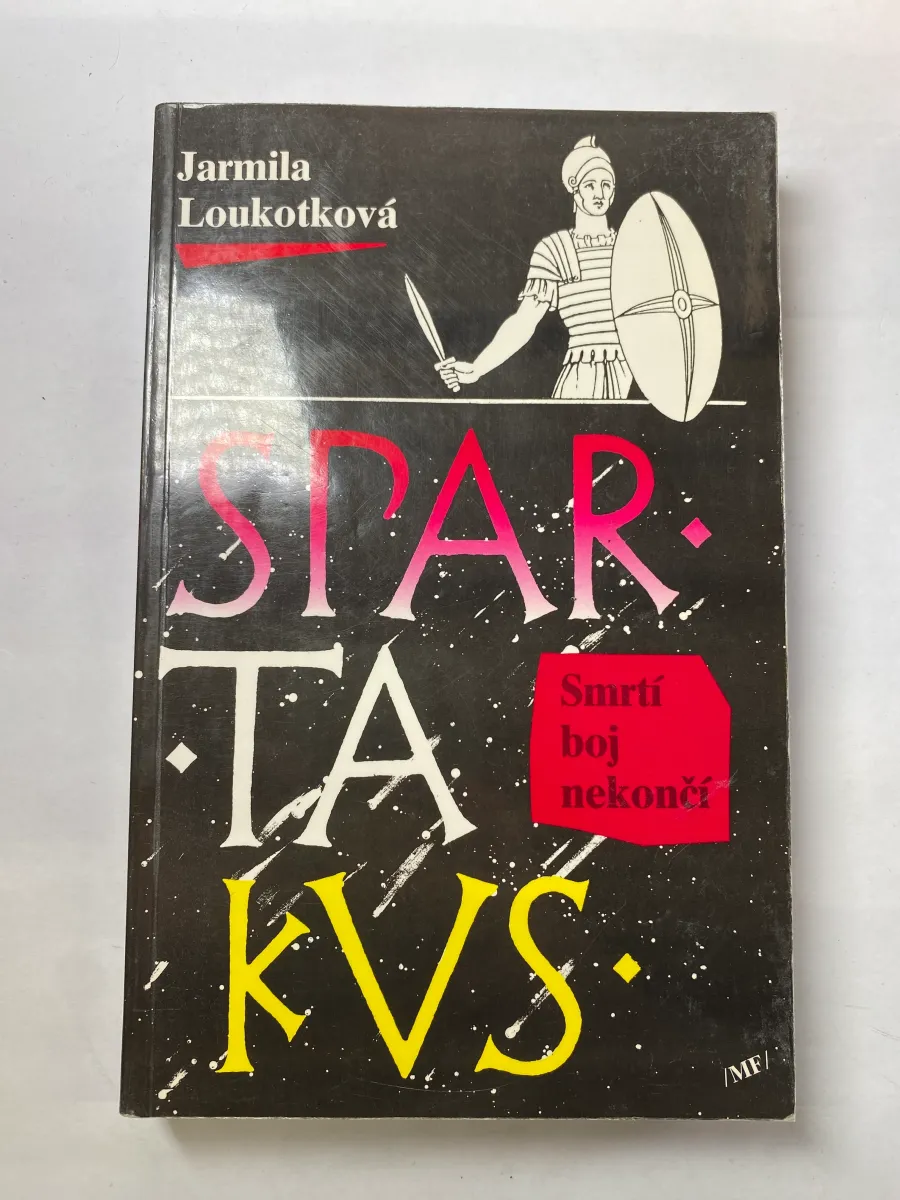 Jarmila
Loukotková
SPAR·
·TA
KVS·
Smrtí
boj
nekončí
/MF/